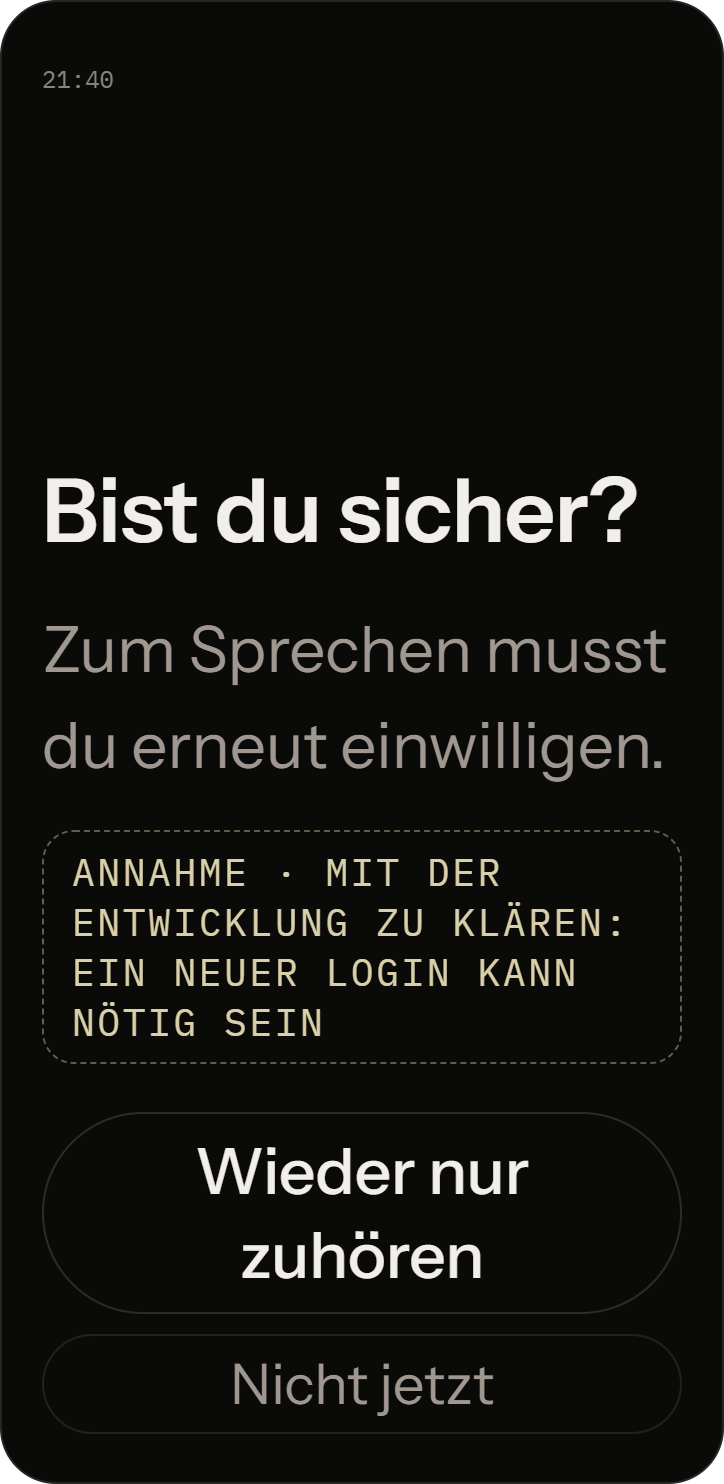 21:40
Bist du sicher?
Zum Sprechen musst
du erneut einwilligen.
ANNAHME · MIT DER
ENTWICKLUNG ZU KLÄREN:
EIN NEUER LOGIN KANN
NÖTIG SEIN
Wieder nur
zuhören
Nicht jetzt